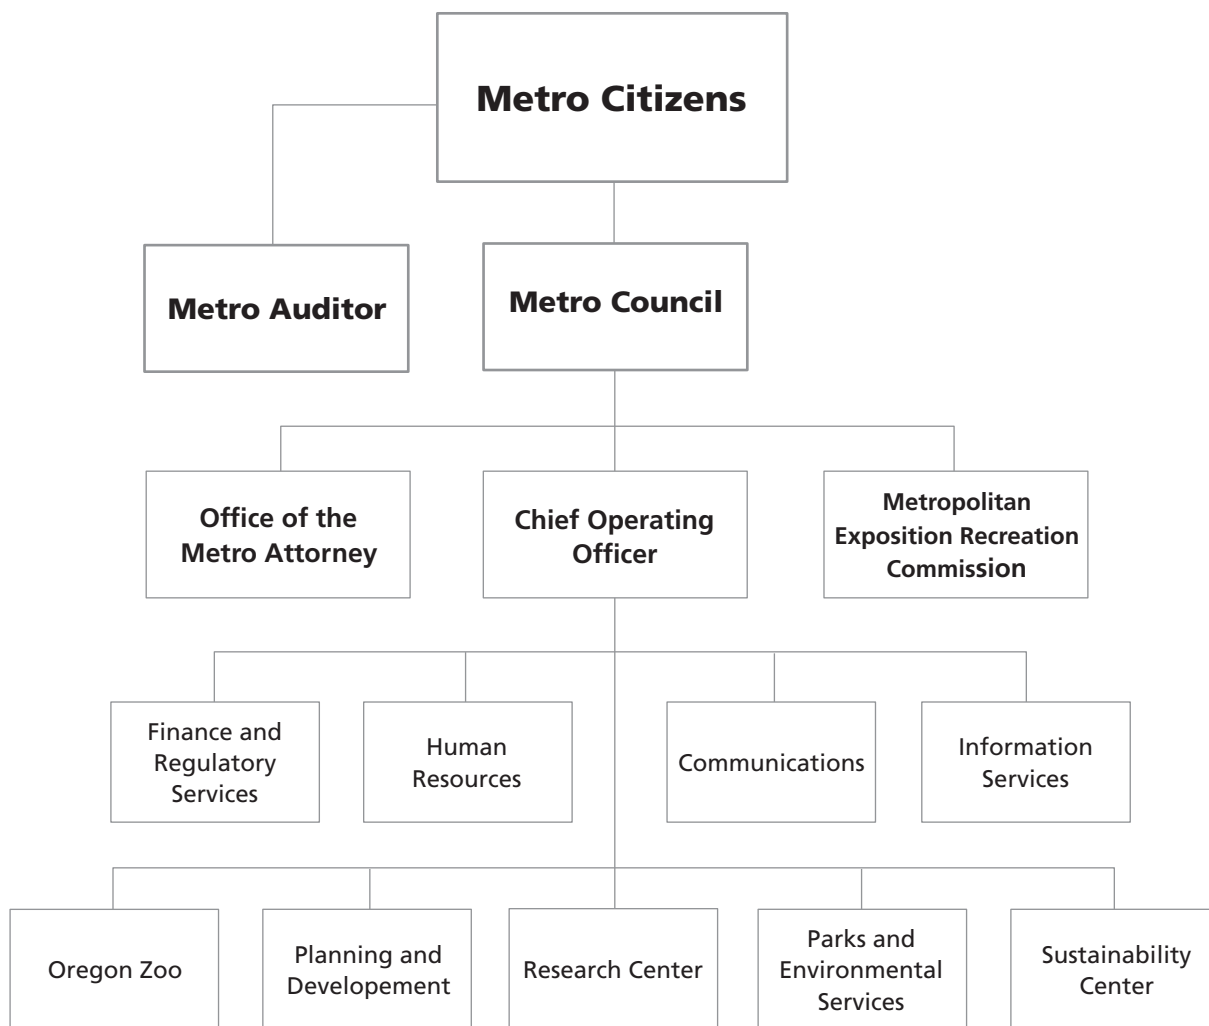 Metro Citizens
Metro Auditor
Metro Council
Office of the
Metro Attorney
Chief Operating
Officer
Metropolitan
Exposition Recreation
Commission
Finance and
Regulatory
Services
Human
Resources
Communications
Information
Services
Oregon Zoo
Planning and
Developement
Research Center
Parks and
Environmental
Services
Sustainability
Center